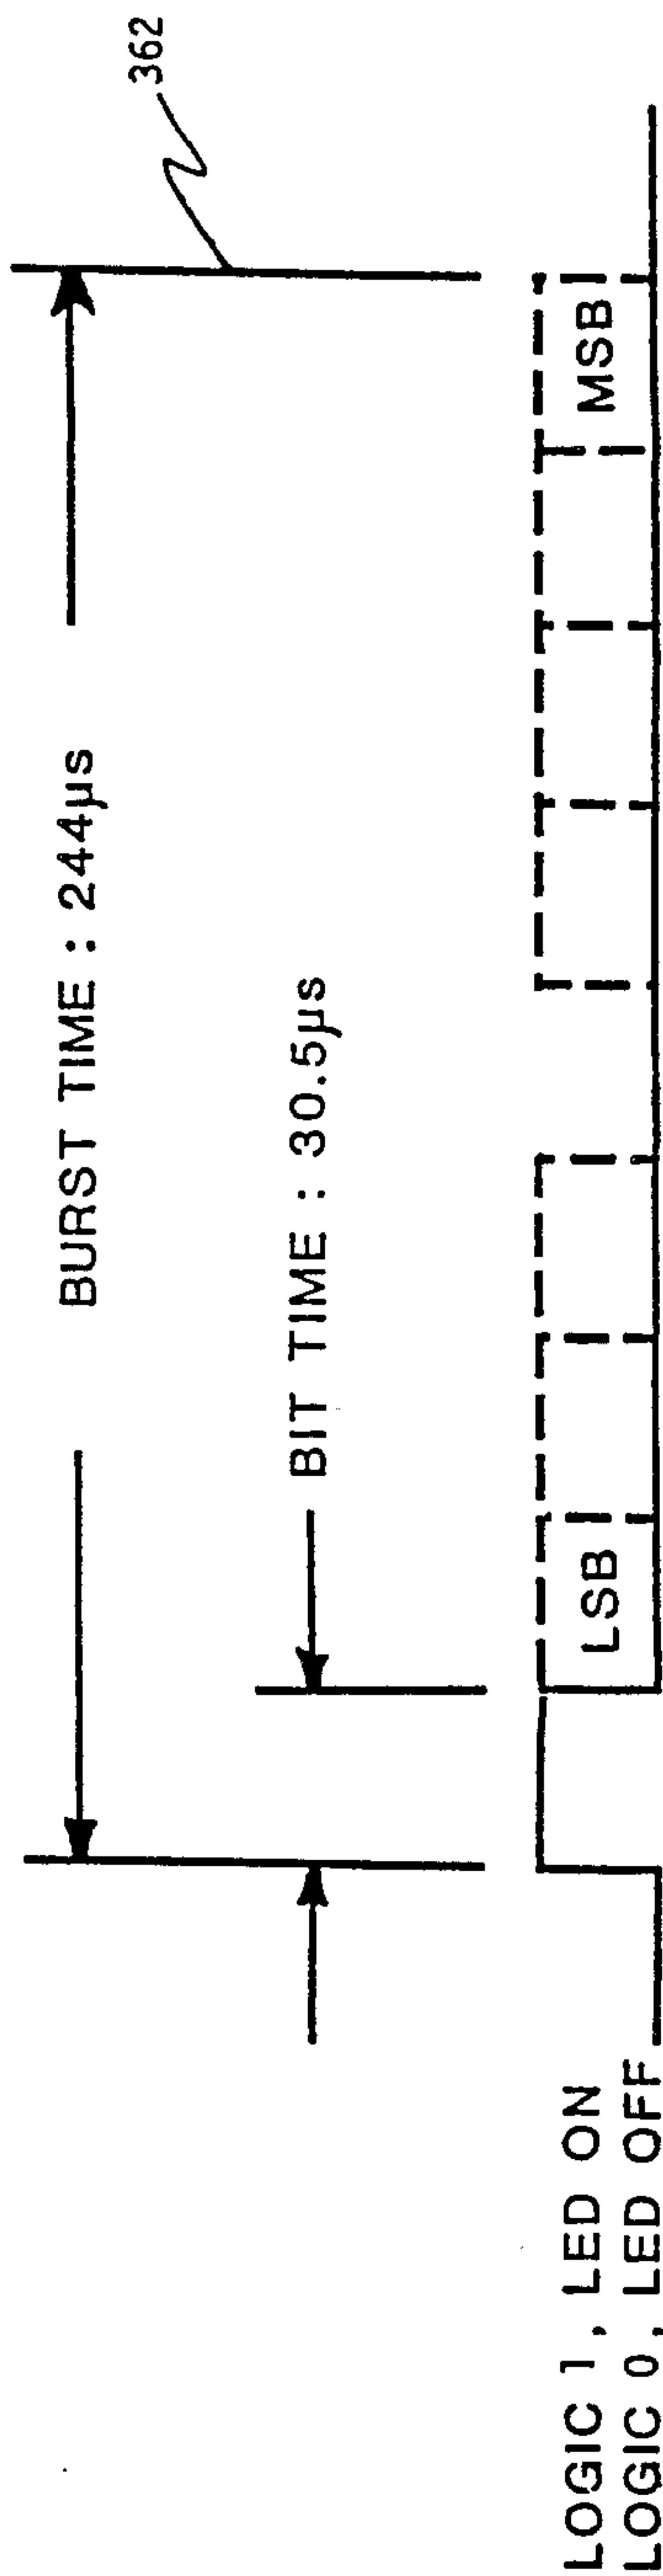 362
BURST TIME : 244µs
BIT TIME : 30.5µs
LSB
MSB
LOGIC 1, LED ON
LOGIC 0, LED OFF